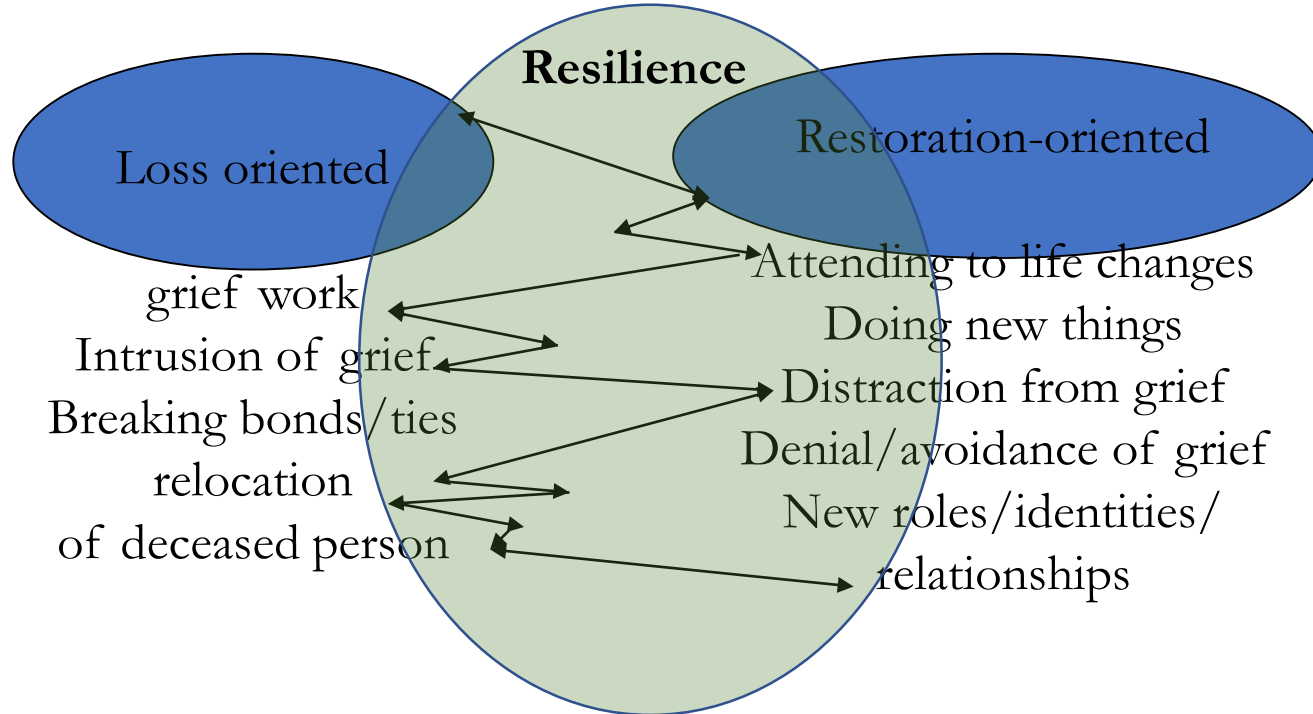 Resilience
Loss oriented
grief work
Intrusion of grief
Breaking bonds/ties
relocation
of deceased person
Restoration-oriented
Attending to life changes
Doing new things
Distraction from grief
Denial/avoidance of grief
New roles/identities/
relationships